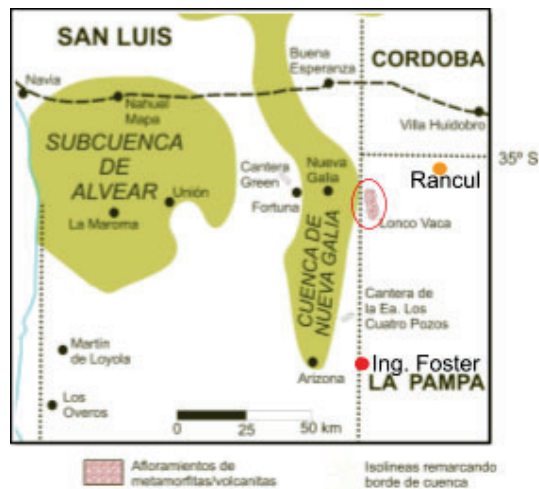 SAN LUIS
CORDOBA
Buena
Esperanza
Navia
Nahuel
Mapa
Villa Huidobro
SUBCUENCA
DE
ALVEAR
35º S
Cantera
Green
Nueva
Galia
Rancul
Unión
Fortuna
La Maroma
Lonco Vaca
CUENCA DE
NUEVA GALIA
Cantera de
la Ea. Los
Cuatro Pozos
Martín
de Loyola
Arizona
Ing. Foster
LA PAMPA
Los
Overos
0 25 50 km
Afloramientos de
metamorfitas/volcanitas
Isolineas remarcando
borde de cuenca